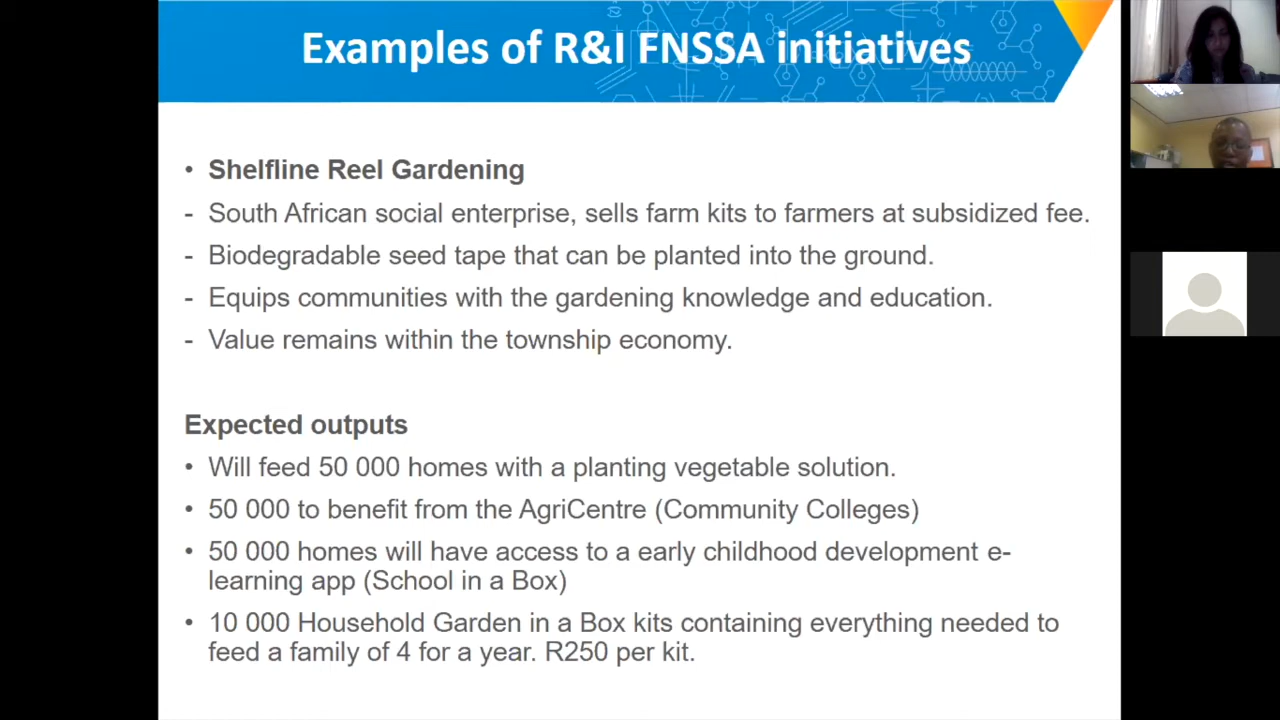 Examples of R&I FNSSA initiatives
• Shelfline Reel Gardening
- South African social enterprise, sells farm kits to farmers at subsidized fee.
- Biodegradable seed tape that can be planted into the ground.
- Equips communities with the gardening knowledge and education.
- Value remains within the township economy.
Expected outputs
• Will feed 50 000 homes with a planting vegetable solution.
• 50 000 to benefit from the AgriCentre (Community Colleges)
• 50 000 homes will have access to a early childhood development e-
learning app (School in a Box)
• 10 000 Household Garden in a Box kits containing everything needed to
feed a family of 4 for a year. R250 per kit.